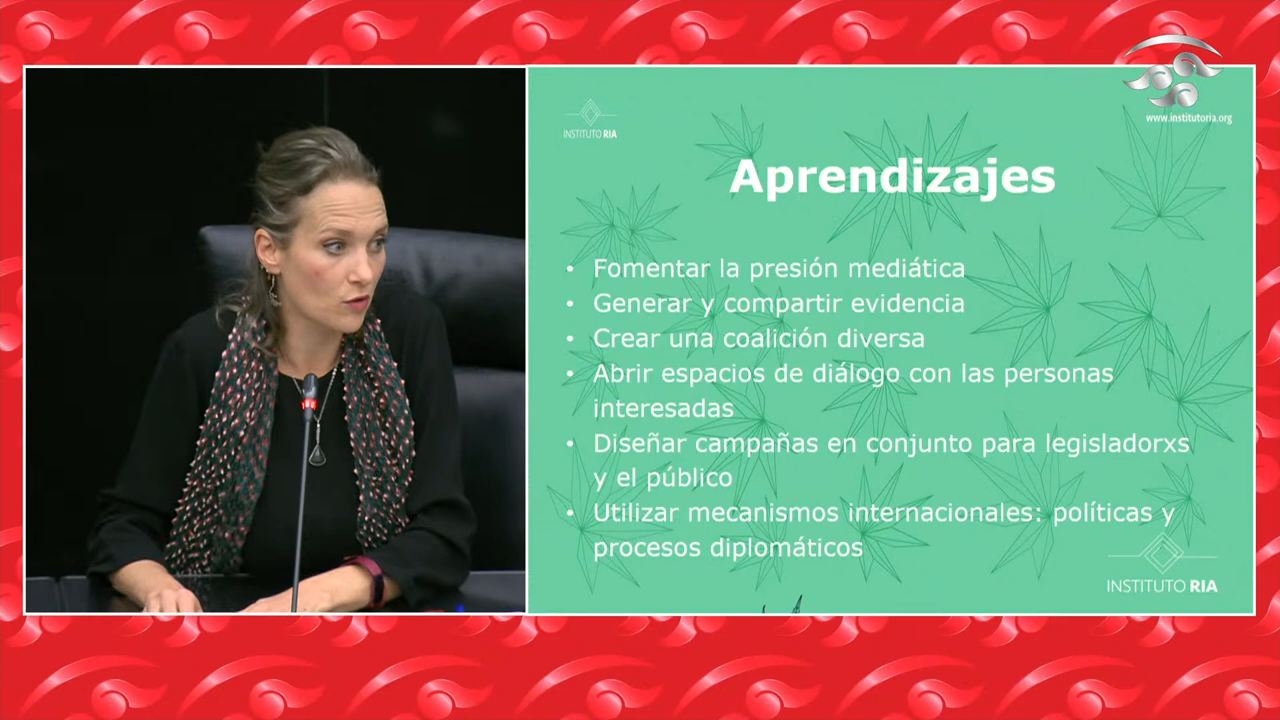 www.institutoria.org
INSTITUTO RIA
Aprendizajes
• Fomentar la presión mediática
• Generar y compartir evidencia
• Crear una coalición diversa
• Abrir espacios de diálogo con las personas
interesadas
• Diseñar campañas en conjunto para legisladorxs
y el público
• Utilizar mecanismos internacionales: políticas y
procesos diplomáticos
INSTITUTO RIA